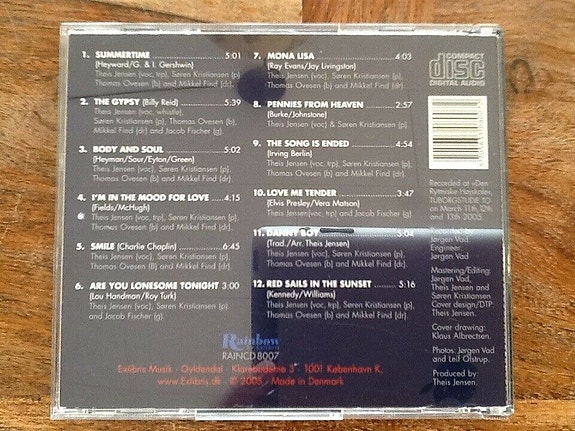 1. SUMMERTIME 5:01
(Heyward/G. & I. Gershwin)
Theis Jensen (voc, trp), Søren Kristiansen (p),
Thomas Ovesen (b) and Mikkel Find (dr).
2. THE GYPSY (Billy Reid) 5:39
Theis Jensen (voc, whistle),
Søren Kristiansen (p), Thomas Ovesen (b),
Mikkel Find (dr) and Jacob Fischer (g).
3. BODY AND SOUL 5:02
(Heyman/Sour/Eyton/Green)
Theis Jensen (voc), Søren Kristiansen (p),
Thomas Ovesen (b) and Mikkel Find (dr).
4. I'M IN THE MOOD FOR LOVE 4:15
(Fields/McHugh)
Theis Jensen (voc, trp), Søren Kristiansen (p),
Thomas Ovesen (b) and Mikkel Find (dr).
5. SMILE (Charlie Chaplin) 6:45
Theis Jensen (voc, trp), Søren Kristiansen (p),
Thomas Ovesen (B) and Mikkel Find (dr).
6. ARE YOU LONESOME TONIGHT 3:00
(Lou Handman/Roy Turk)
Theis Jensen (voc), Søren Kristiansen (p)
and Jacob Fischer (g).
7. MONA LISA 4:03
(Ray Evans/Jay Livingston)
Theis Jensen (voc), Søren Kristiansen (p),
Thomas Ovesen (b) and Mikkel Find (dr).
8. PENNIES FROM HEAVEN 2:57
(Burke/Johnstone)
Theis Jensen (voc) & Søren Kristiansen (p)
9. THE SONG IS ENDED 4:54
(Irving Berlin)
Theis Jensen (voc, trp), Søren Kristiansen (p),
Thomas Ovesen (b) and Mikkel Find (dr).
10. LOVE ME TENDER 3:47
(Elvis Presley/Vera Matson)
Theis Jensen(voc, trp)and Jacob Fischer (g)
11. DANNY BOY 5:04
(Trad./Arr. Theis Jensen)
Theis Jensen (voc), Søren Kristiansen (p),
Thomas Ovesen (b) and Mikkel Find (dr).
12. RED SAILS IN THE SUNSET 5:16
(Kennedy/Williams)
Theis Jensen (voc, trp), Søren Kristiansen (p),
Thomas Ovesen (b) and Mikkel Find (dr)
COMPACT
disc
DIGITAL AUDIO
Recorded at »Den
Rytmiske Højskole«,
TUBORGSTUDIE TO
on March 11th, 12th
and 13th 2005.
Recorded by
Jørgen Vad.
Engineer:
Jørgen Vad
Mastering/Editing:
Jørgen Vad,
Theis Jensen and
Søren Kristiansen
Cover design/DTP:
Theis Jensen.
Cover drawing:
Klaus Albrechsen.
Photos: Jørgen Vad
and Leif Olstrup.
Produced by:
Theis Jensen.
Rainbow
RAINCD 8007
Exlibris Musik - Gyldendal - Klareboderne 3 - 1001 København K.
www.Exlibris.dk - © 2005 - Made in Denmark